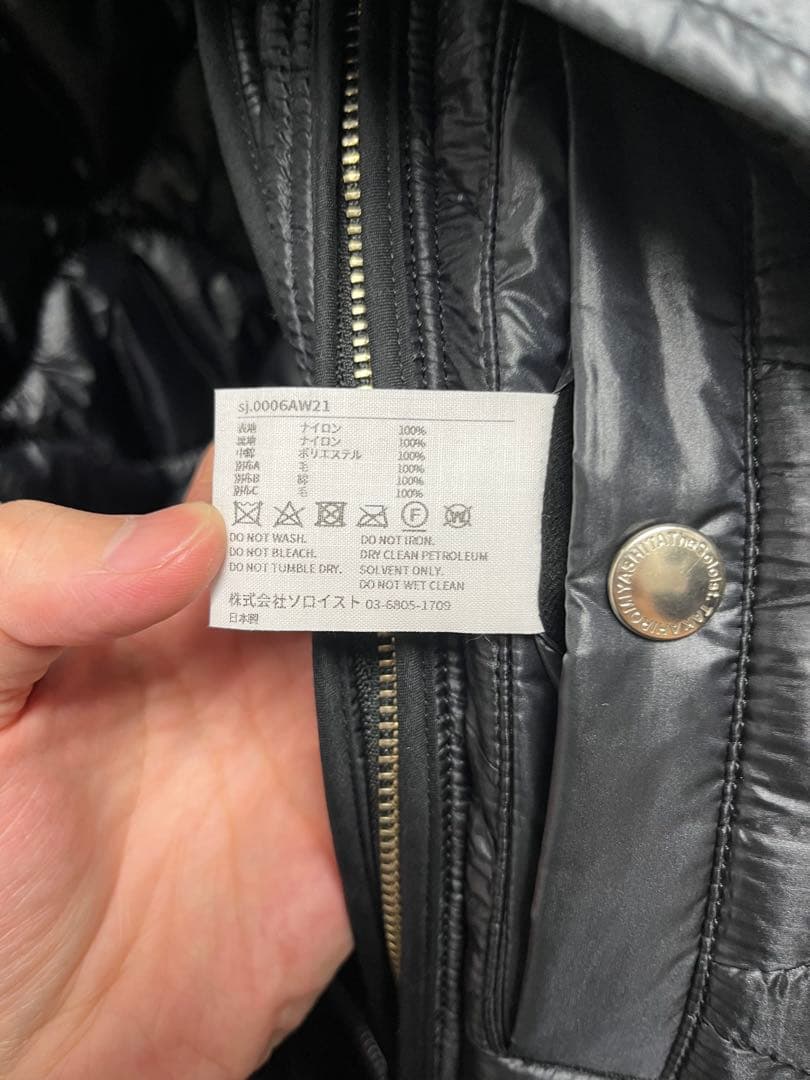 sj.0006AW21
表地 ナイロン 100%
裏地 ナイロン 100%
中綿 ポリエステル 100%
別布A 毛 100%
別布B 綿 100%
別布C 毛 100%
F W
DO NOT WASH. DO NOT IRON.
DO NOT BLEACH. DRY CLEAN PETROLEUM
DO NOT TUMBLE DRY. SOLVENT ONLY.
DO NOT WET CLEAN
株式会社ソロイスト 03-6805-1709
日本製
TAKAHIROMIYASHITATheSoloist.